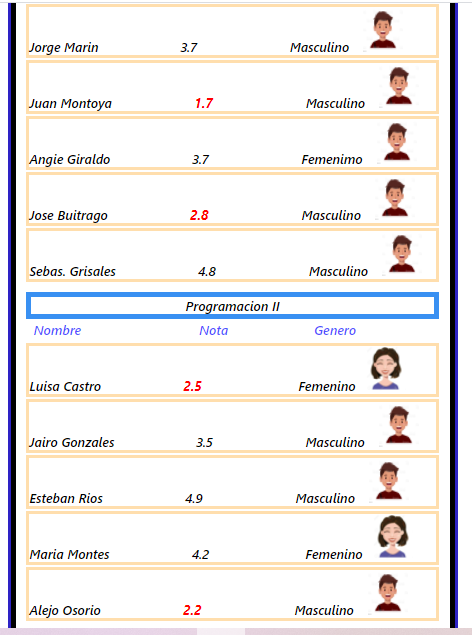 Jorge Marin 3.7 Masculino
Juan Montoya 1.7 Masculino
Angie Giraldo 3.7 Femenimo
Jose Buitrago 2.8 Masculino
Sebas. Grisales 4.8 Masculino
Programacion II
Nombre Nota Genero
Luisa Castro 2.5 Femenino
Jairo Gonzales 3.5 Masculino
Esteban Rios 4.9 Masculino
Maria Montes 4.2 Femenino
Alejo Osorio 2.2 Masculino